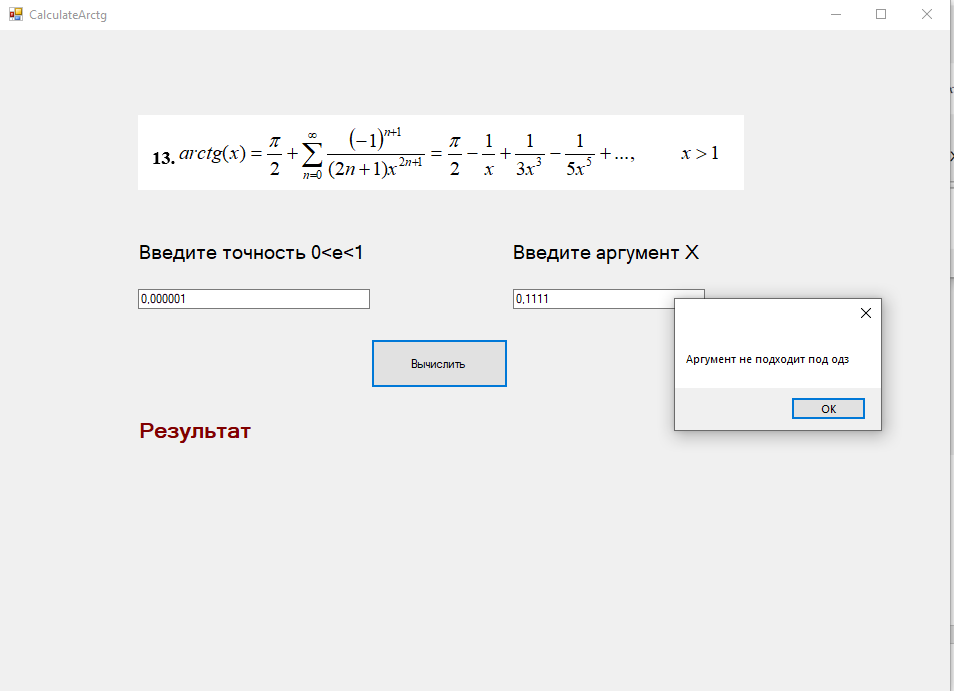 CalculateArctg
13. arctg(x) = π/2 + ∑_{n=0}^{∞} (−1)^{n+1}/((2n+1)x^{2n+1}) = π/2 − 1/x + 1/(3x^3) − 1/(5x^5) + ..., x > 1
Введите точность 0<e<1 Введите аргумент X
0,000001 0,1111
Аргумент не подходит под одз
Вычислить
OK
Результат